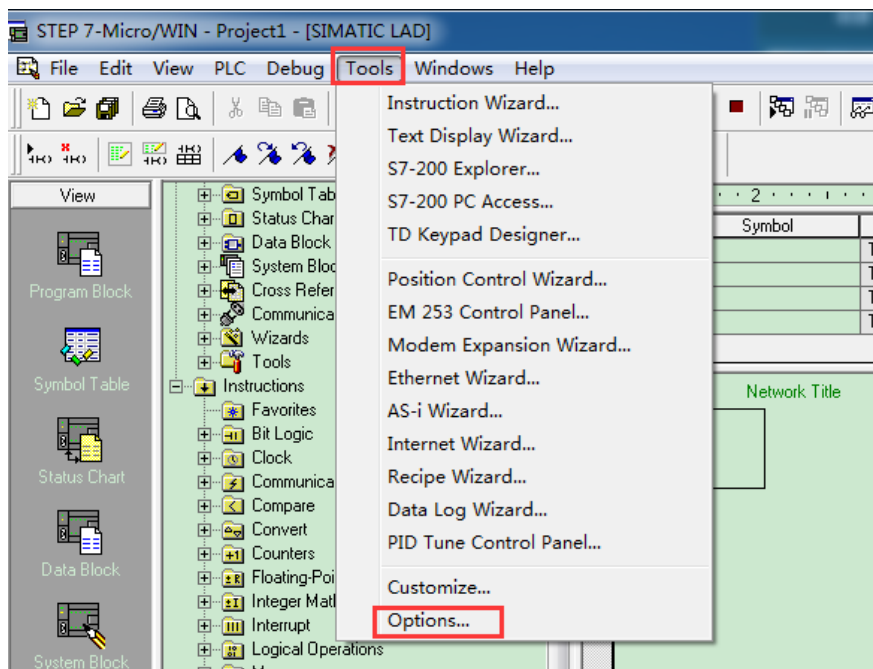 STEP 7-Micro/WIN - Project1 - [SIMATIC LAD]
File Edit View PLC Debug Tools Windows Help
View
Program Block
Symbol Table
Status Chart
Data Block
System Block
Symbol Tab
Status Char
Data Block
System Bloc
Cross Refer
Communica
Wizards
Tools
Instructions
Favorites
Bit Logic
Clock
Communica
Compare
Convert
Counters
Floating-Poi
Integer Mat
Interrupt
Logical Operations
Instruction Wizard...
Text Display Wizard...
S7-200 Explorer...
S7-200 PC Access...
TD Keypad Designer...
Position Control Wizard...
EM 253 Control Panel...
Modem Expansion Wizard...
Ethernet Wizard...
AS-i Wizard...
Internet Wizard...
Recipe Wizard...
Data Log Wizard...
PID Tune Control Panel...
Customize...
Options...
2
Symbol
Network Title